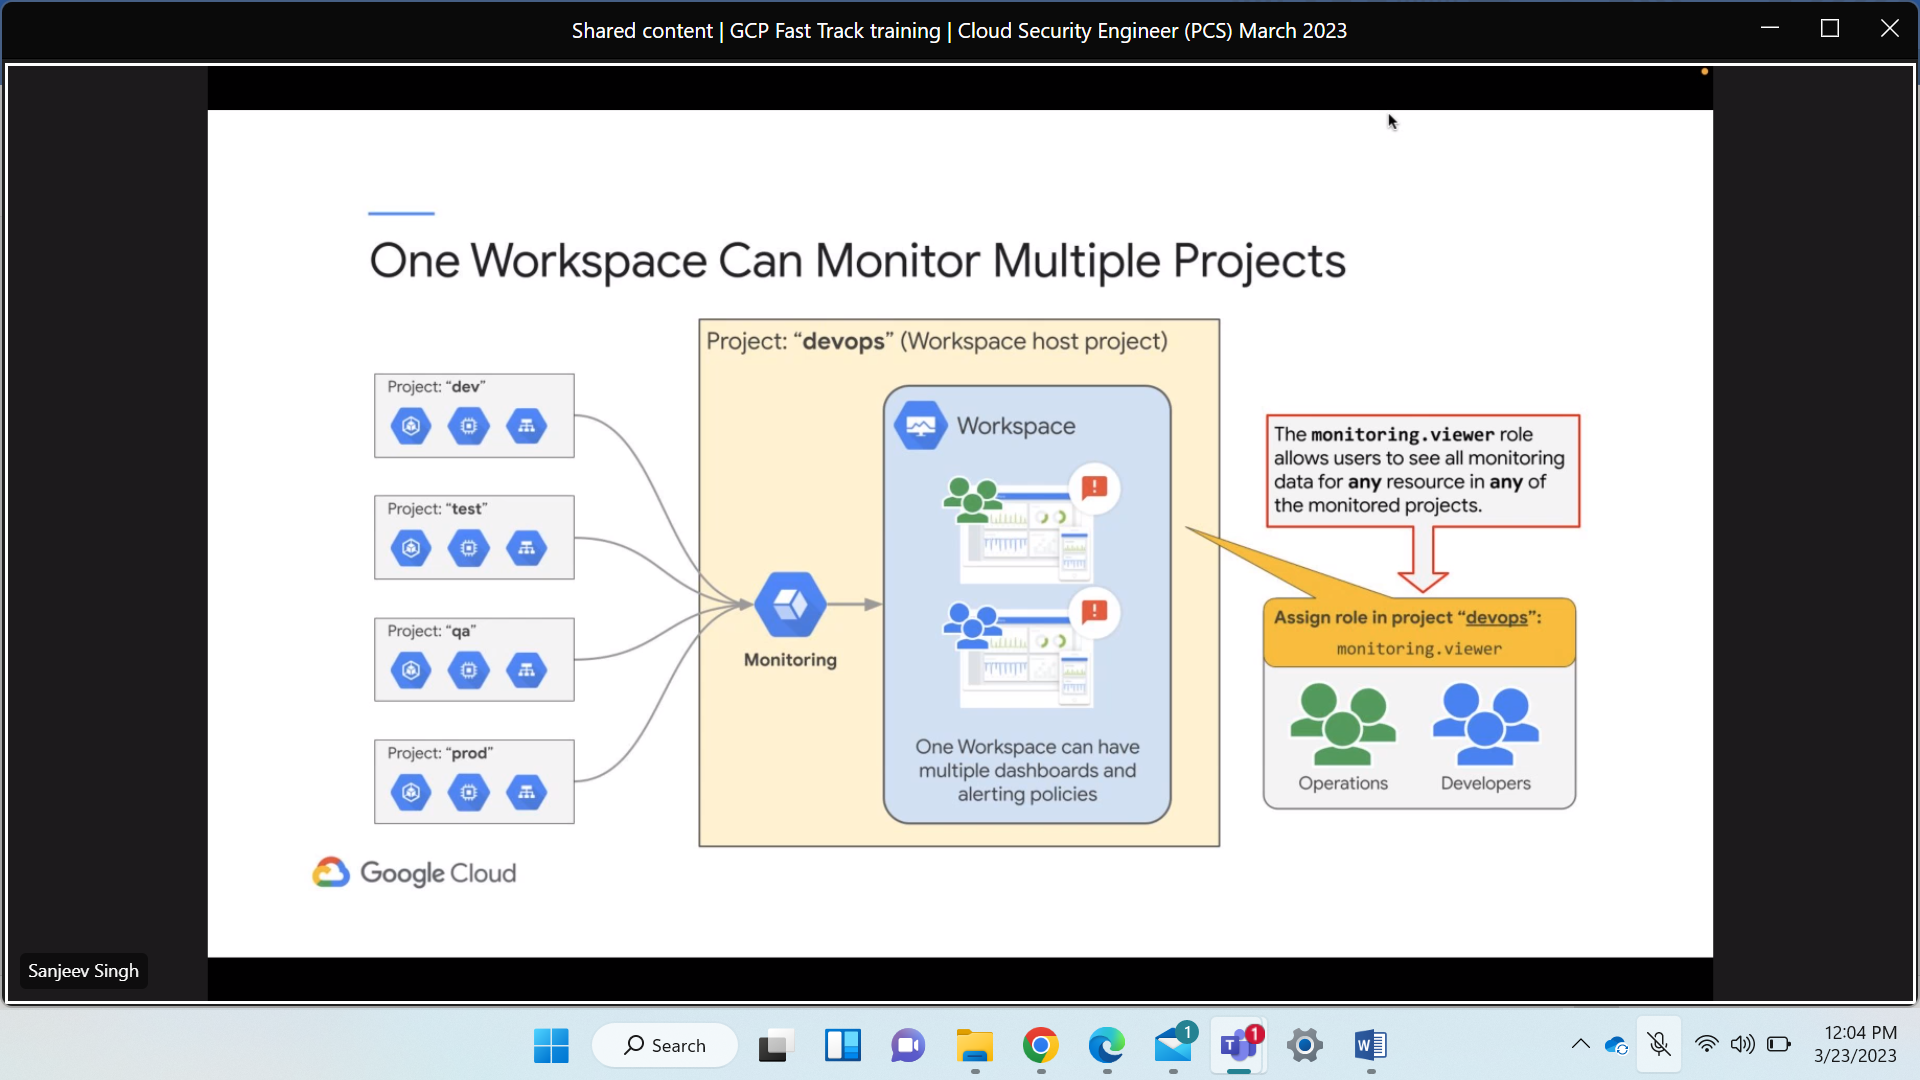 Shared content | GCP Fast Track training | Cloud Security Engineer (PCS) March 2023
One Workspace Can Monitor Multiple Projects
Project: “dev”
Project: “test”
Project: “qa”
Project: “prod”
Project: “devops” (Workspace host project)
Monitoring
Workspace
One Workspace can have
multiple dashboards and
alerting policies
The monitoring.viewer role
allows users to see all monitoring
data for any resource in any of
the monitored projects.
Assign role in project “devops”:
monitoring.viewer
Operations
Developers
Google Cloud
Sanjeev Singh
Search
1
T
1
W
12:04 PM
3/23/2023